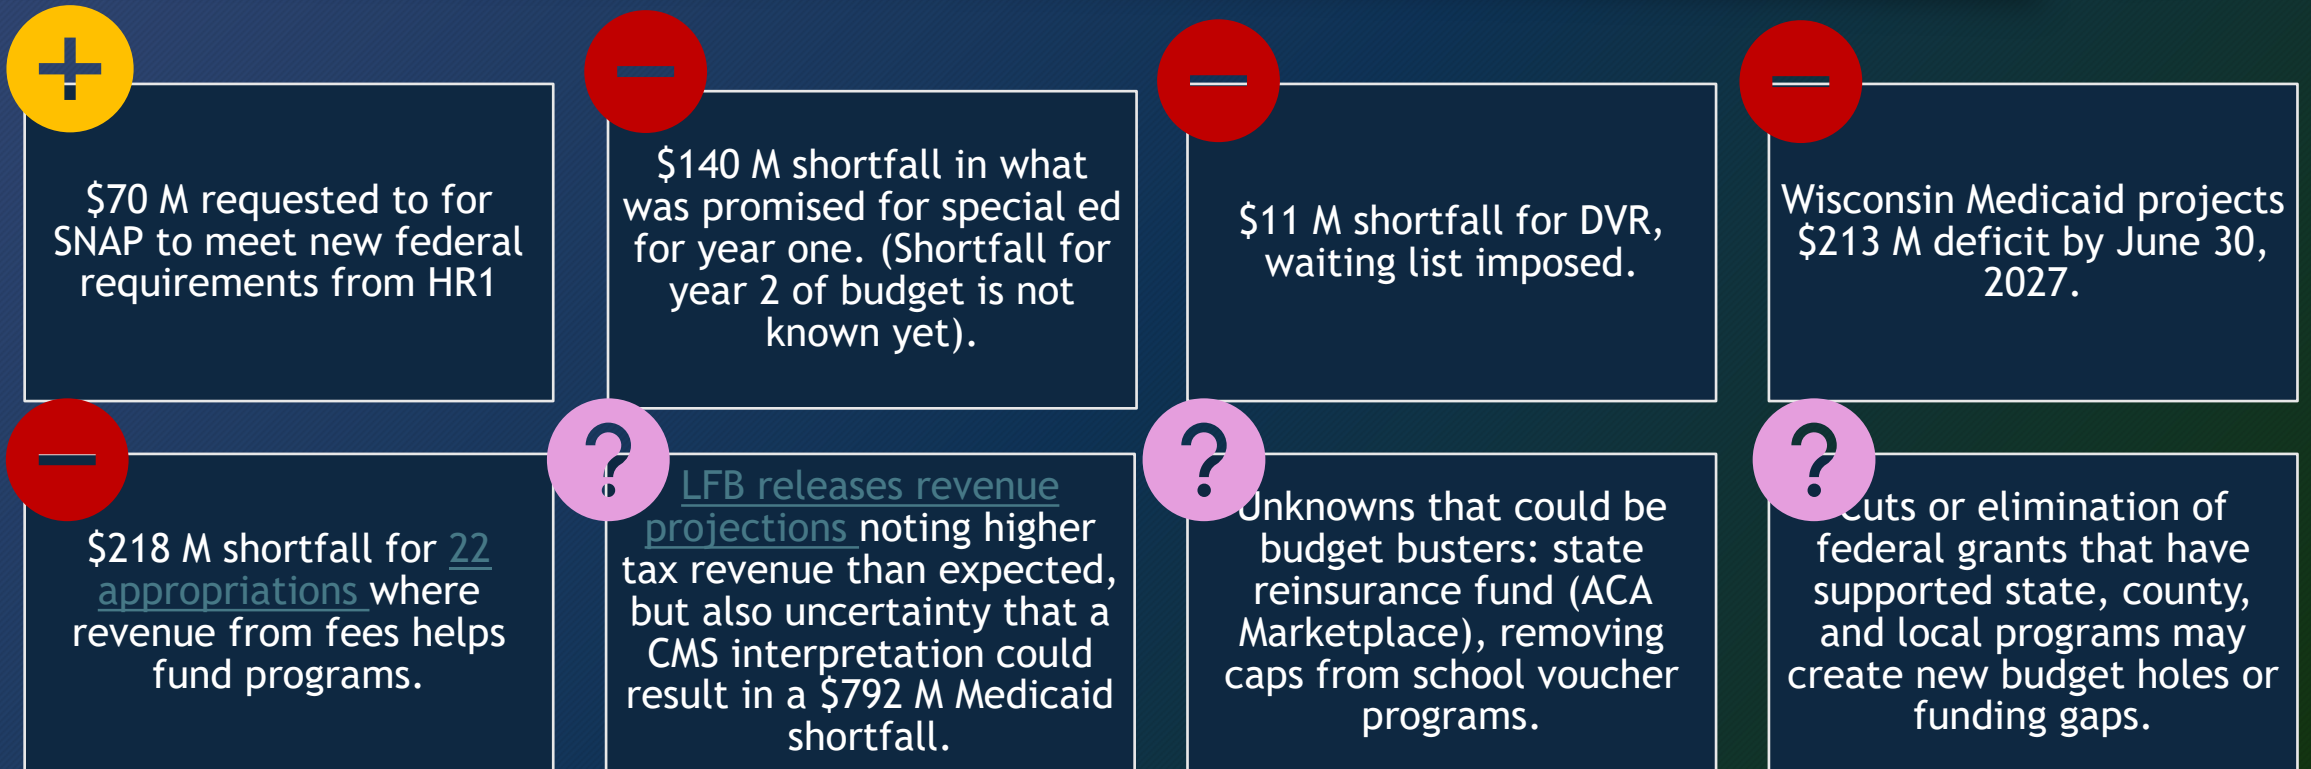 $70 M requested to for
SNAP to meet new federal
requirements from HR1
$140 M shortfall in what
was promised for special ed
for year one. (Shortfall for
year 2 of budget is not
known yet).
$11 M shortfall for DVR,
waiting list imposed.
Wisconsin Medicaid projects
$213 M deficit by June 30,
2027.
$218 M shortfall for 22
appropriations where
revenue from fees helps
fund programs.
LFB releases revenue
projections noting higher
tax revenue than expected,
but also uncertainty that a
CMS interpretation could
result in a $792 M Medicaid
shortfall.
Unknowns that could be
budget busters: state
reinsurance fund (ACA
Marketplace), removing
caps from school voucher
programs.
Cuts or elimination of
federal grants that have
supported state, county,
and local programs may
create new budget holes or
funding gaps.